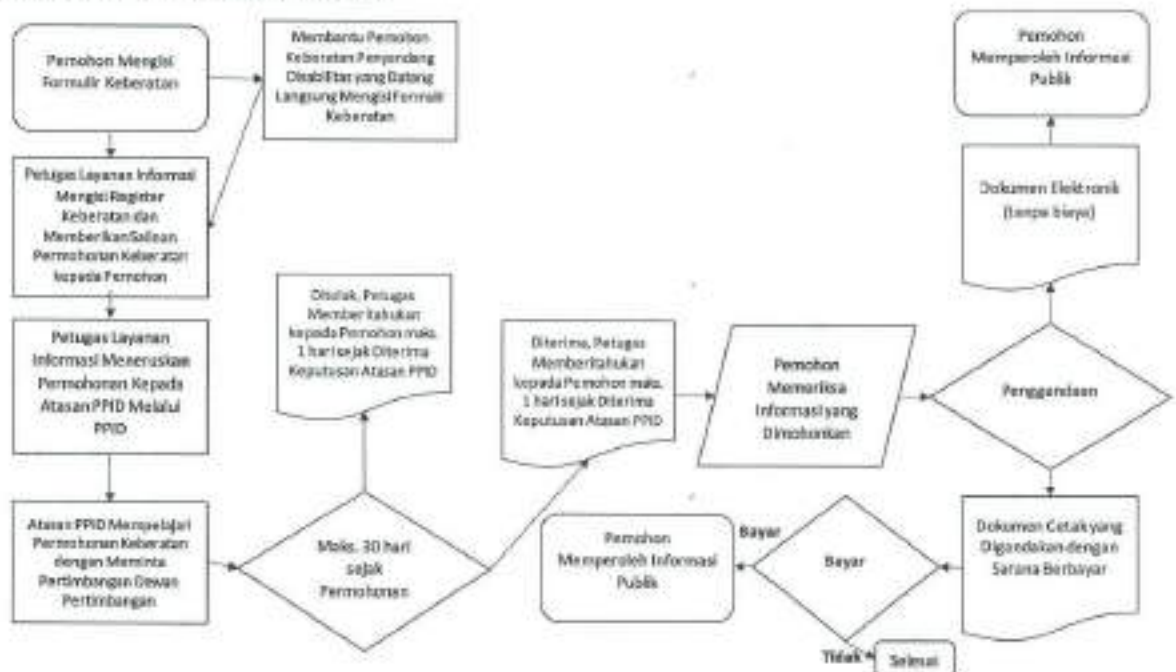 Pemohon Mengisi
Formulir Keberatan
Membantu Pemohon
Keberatan Penyandang
Disabilitas yang Datang
Langsung Mengisi Formulir
Keberatan
Petugas Layanan Informasi
Mengisi Register
Keberatan dan
Memberikan Salinan
Permohonan Keberatan
kepada Pemohon
Petugas Layanan
Informasi Meneruskan
Permohonan Kepada
Atasan PPID Melalui
PPID
Atasan PPID Mempelajari
Permohonan Keberatan
dengan Meminta
Pertimbangan Dewan
Pertimbangan
Maks. 30 hari
sejak
Permohonan
Ditolak, Petugas
Memberitahukan
kepada Pemohon maks.
1 hari sejak Diterima
Keputusan Atasan PPID
Diterima, Petugas
Memberitahukan
kepada Pemohon maks.
1 hari sejak Diterima
Keputusan Atasan PPID
Pemohon
Memeriksa
Informasi yang
Dimohonkan
Penggandaan
Dokumen Elektronik
(tanpa biaya)
Pemohon
Memperoleh Informasi
Publik
Dokumen Cetak yang
Digandakan dengan
Sarana Berbayar
Bayar
Bayar
Pemohon
Memperoleh Informasi
Publik
Tidak
Selesai